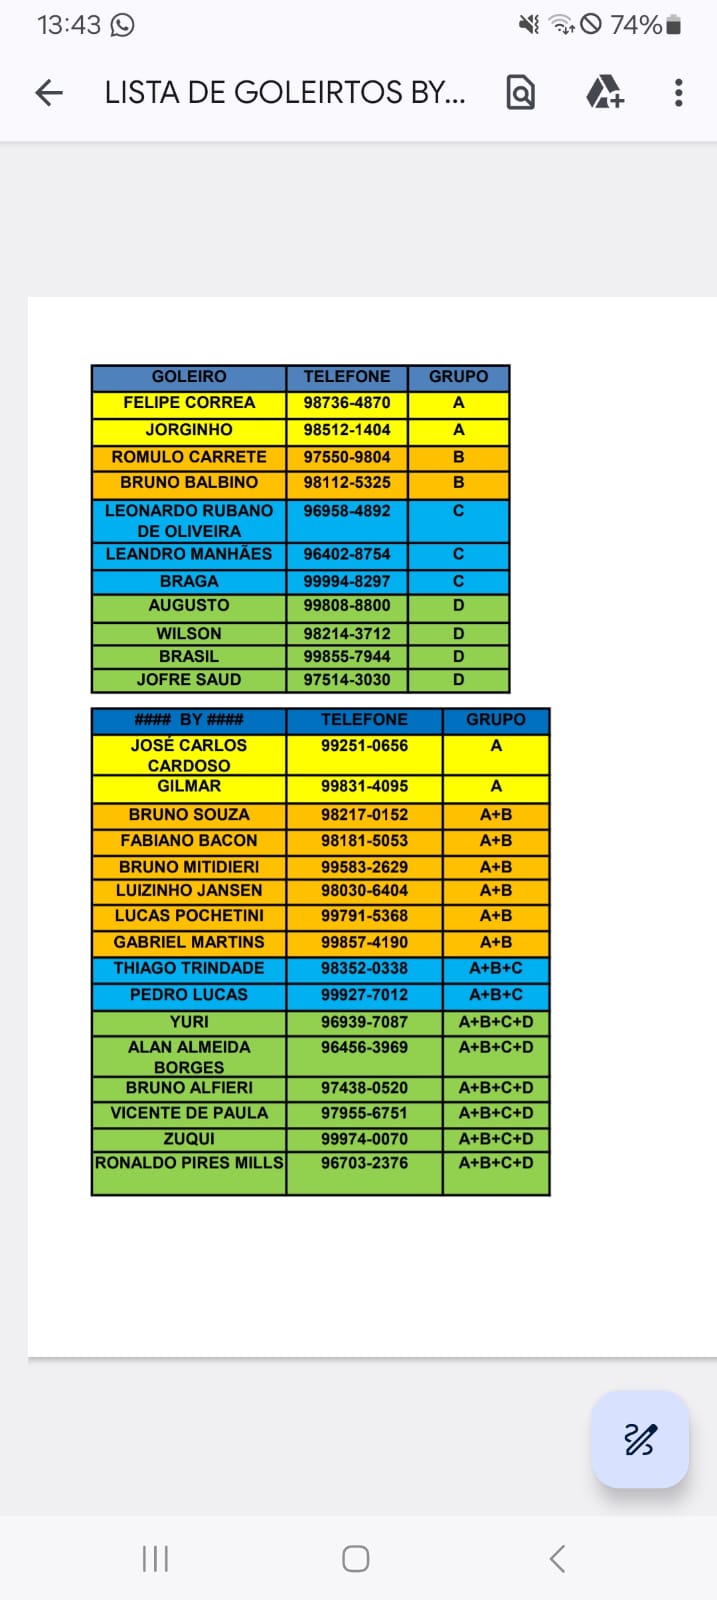 13:43 74%
LISTA DE GOLEIRTOS BY...
GOLEIRO TELEFONE GRUPO
FELIPE CORREA 98736-4870 A
JORGINHO 98512-1404 A
ROMULO CARRETE 97550-9804 B
BRUNO BALBINO 98112-5325 B
LEONARDO RUBANO 96958-4892 C
DE OLIVEIRA
LEANDRO MANHÃES 96402-8754 C
BRAGA 99994-8297 C
AUGUSTO 99808-8800 D
WILSON 98214-3712 D
BRASIL 99855-7944 D
JOFRE SAUD 97514-3030 D
#### BY #### TELEFONE GRUPO
JOSÉ CARLOS 99251-0656 A
CARDOSO
GILMAR 99831-4095 A
BRUNO SOUZA 98217-0152 A+B
FABIANO BACON 98181-5053 A+B
BRUNO MITIDIERI 99583-2629 A+B
LUIZINHO JANSEN 98030-6404 A+B
LUCAS POCHETINI 99791-5368 A+B
GABRIEL MARTINS 99857-4190 A+B
THIAGO TRINDADE 98352-0338 A+B+C
PEDRO LUCAS 99927-7012 A+B+C
YURI 96939-7087 A+B+C+D
ALAN ALMEIDA 96456-3969 A+B+C+D
BORGES
BRUNO ALFIERI 97438-0520 A+B+C+D
VICENTE DE PAULA 97955-6751 A+B+C+D
ZUQUI 99974-0070 A+B+C+D
RONALDO PIRES MILLS 96703-2376 A+B+C+D